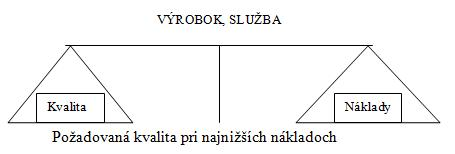 VÝROBOK, SLUŽBA
Kvalita
Náklady
Požadovaná kvalita pri najnižších nákladoch